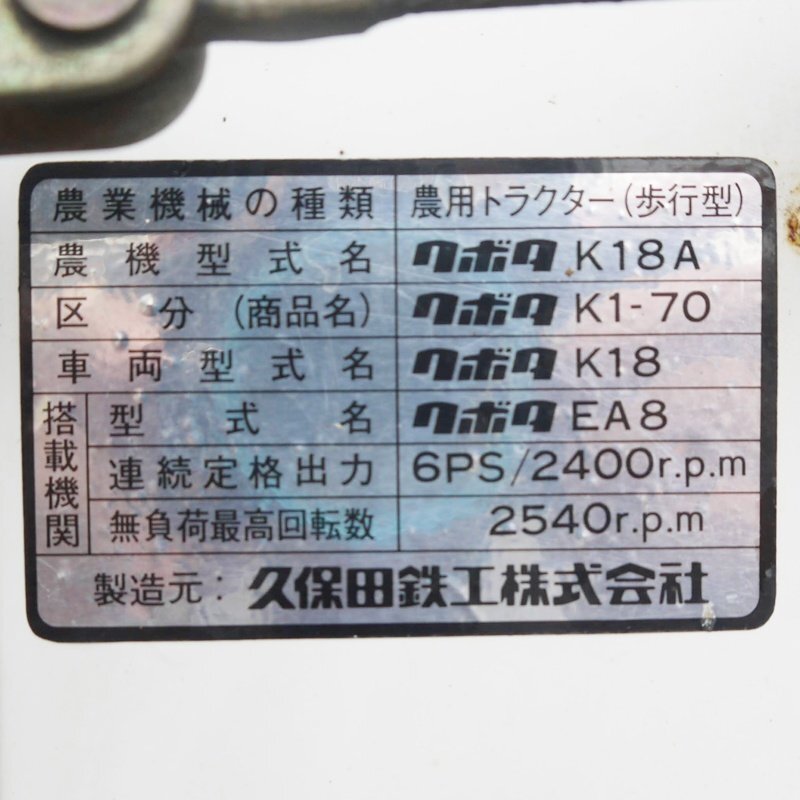 農業機械の種類 農用トラクター(歩行型)
農機型式名 クボタ K18A
区分(商品名) クボタ K1-70
車両型式名 クボタ K18
搭載機関 型式名 クボタ EA8
連続定格出力 6PS/2400r.p.m
無負荷最高回転数 2540r.p.m
製造元: 久保田鉄工株式会社